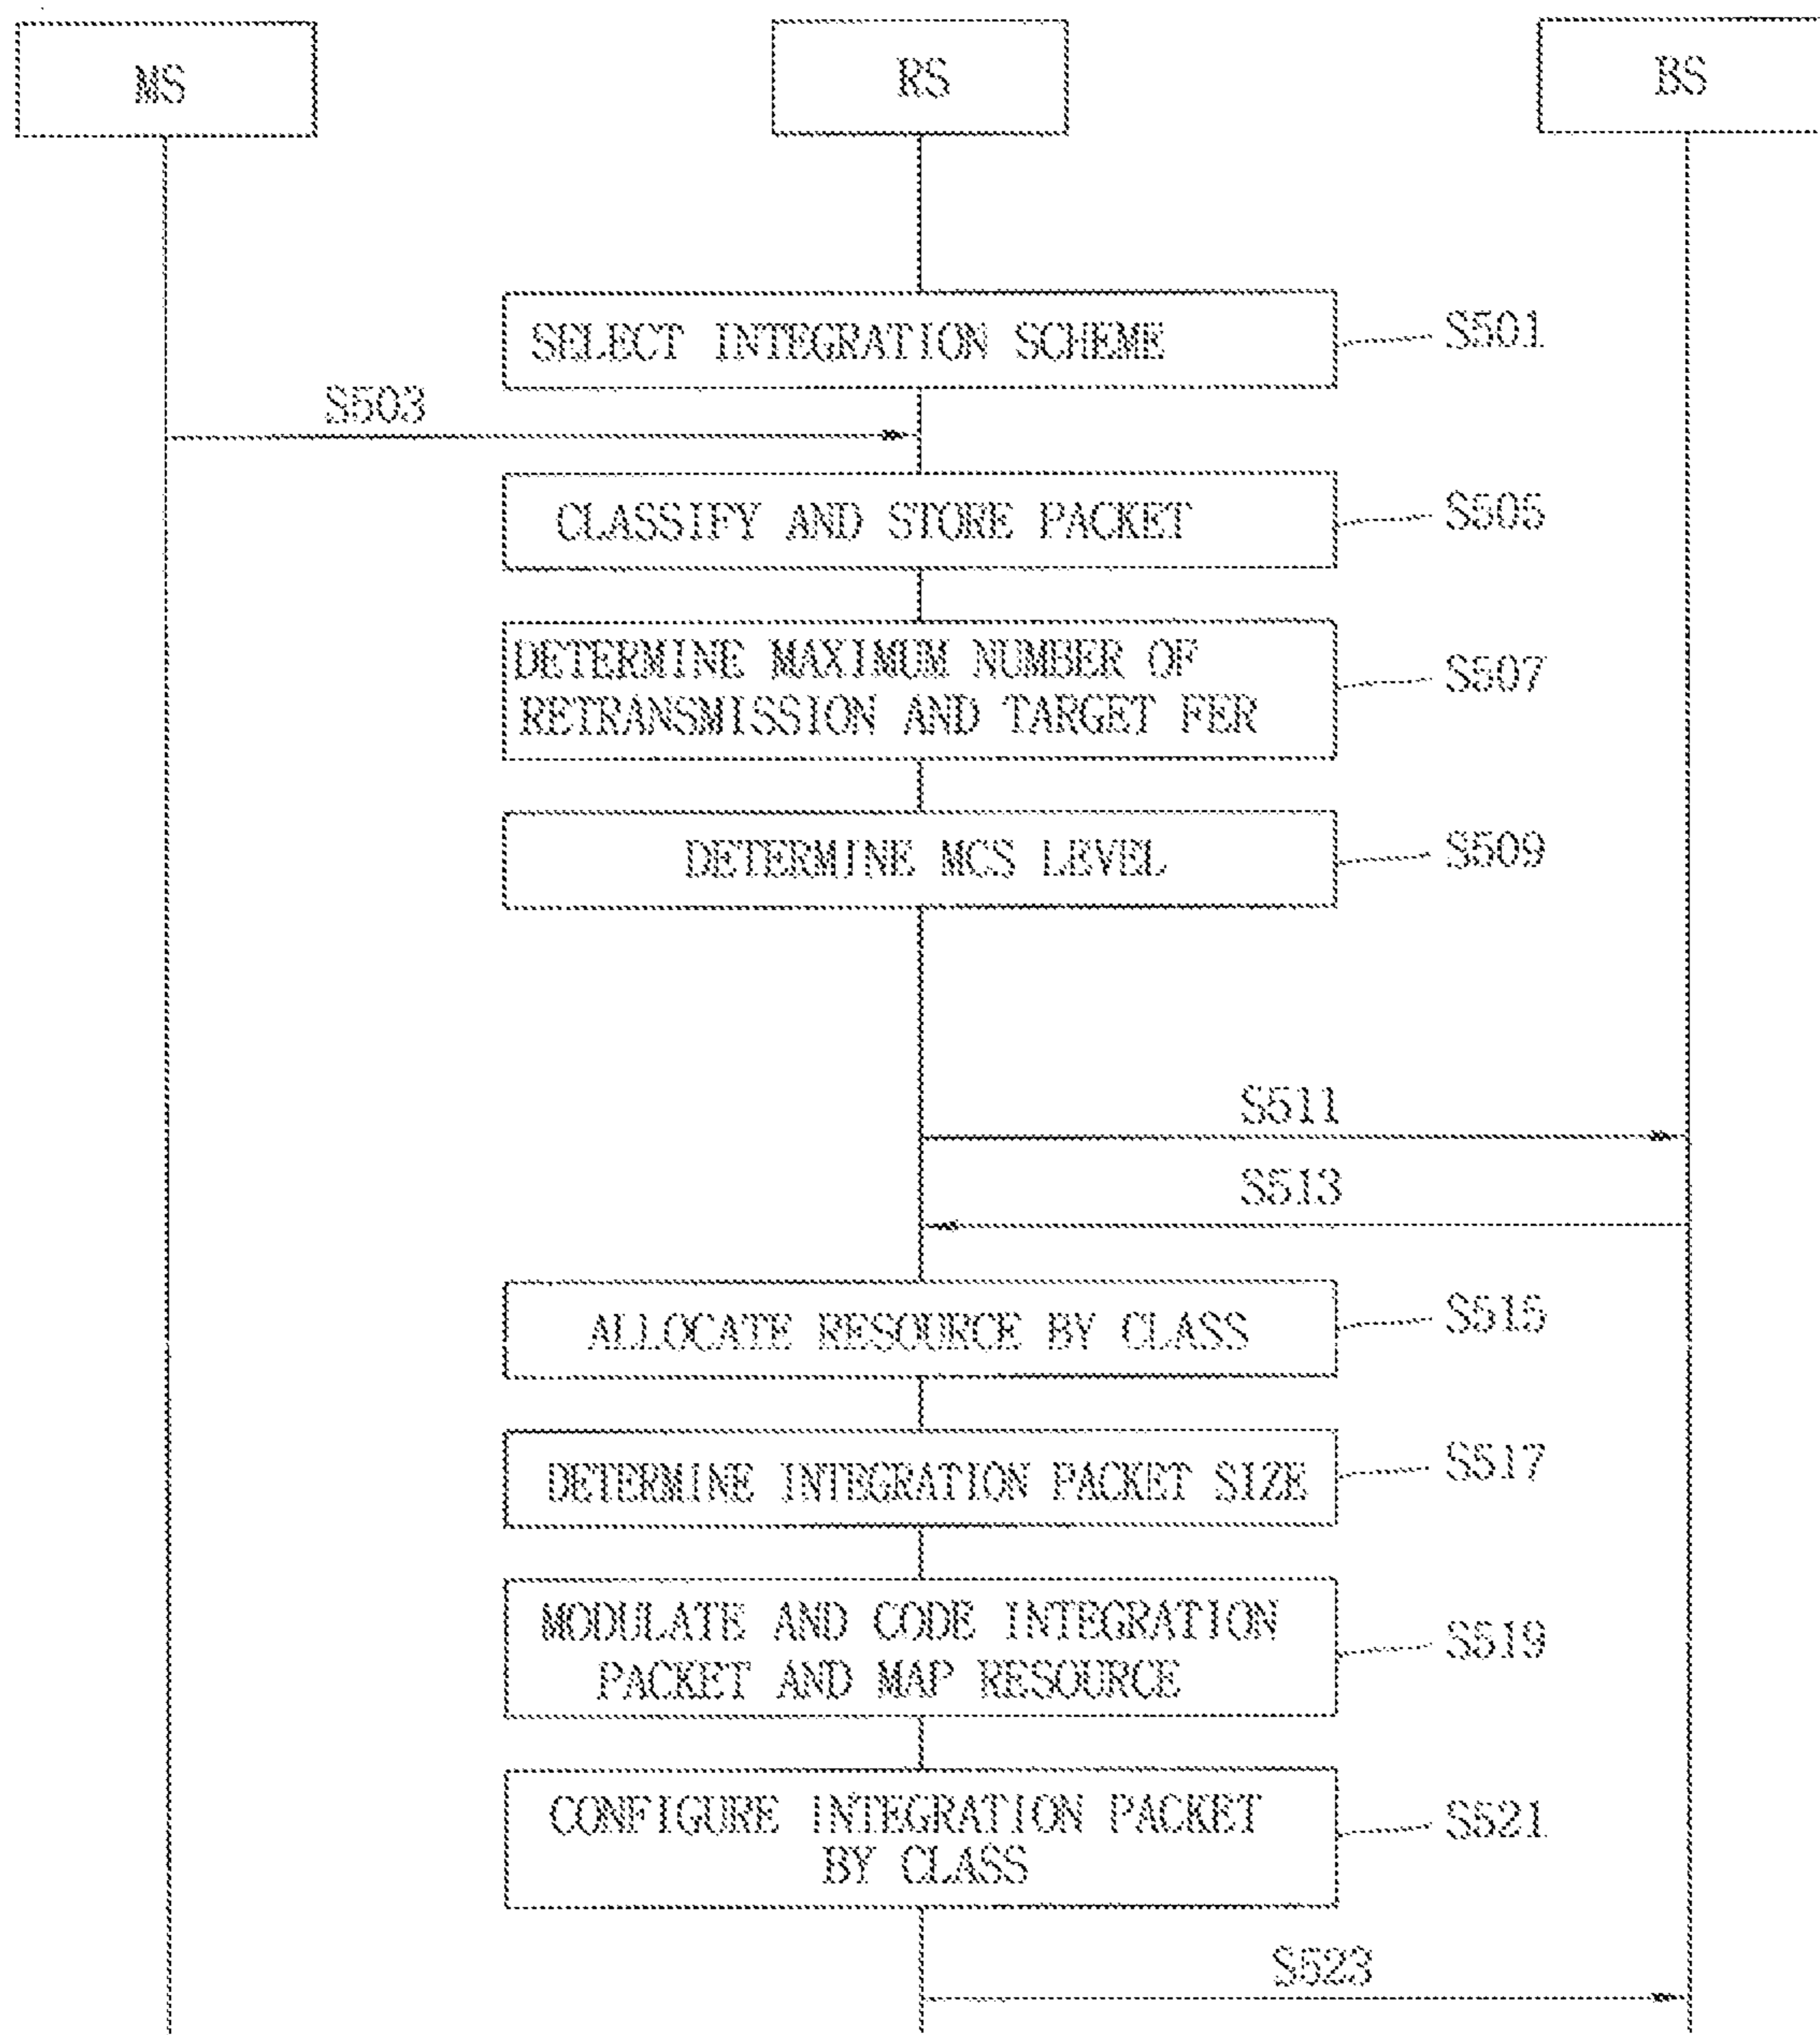 MS
RS
BS
SELECT INTEGRATION SCHEME
S501
S503
CLASSIFY AND STORE PACKET
S505
DETERMINE MAXIMUM NUMBER OF
RETRANSMISSION AND TARGET FER
S507
DETERMINE MCS LEVEL
S509
S511
S513
ALLOCATE RESOURCE BY CLASS
S515
DETERMINE INTEGRATION PACKET SIZE
S517
MODULATE AND CODE INTEGRATION
PACKET AND MAP RESOURCE
S519
CONFIGURE INTEGRATION PACKET
BY CLASS
S521
S523